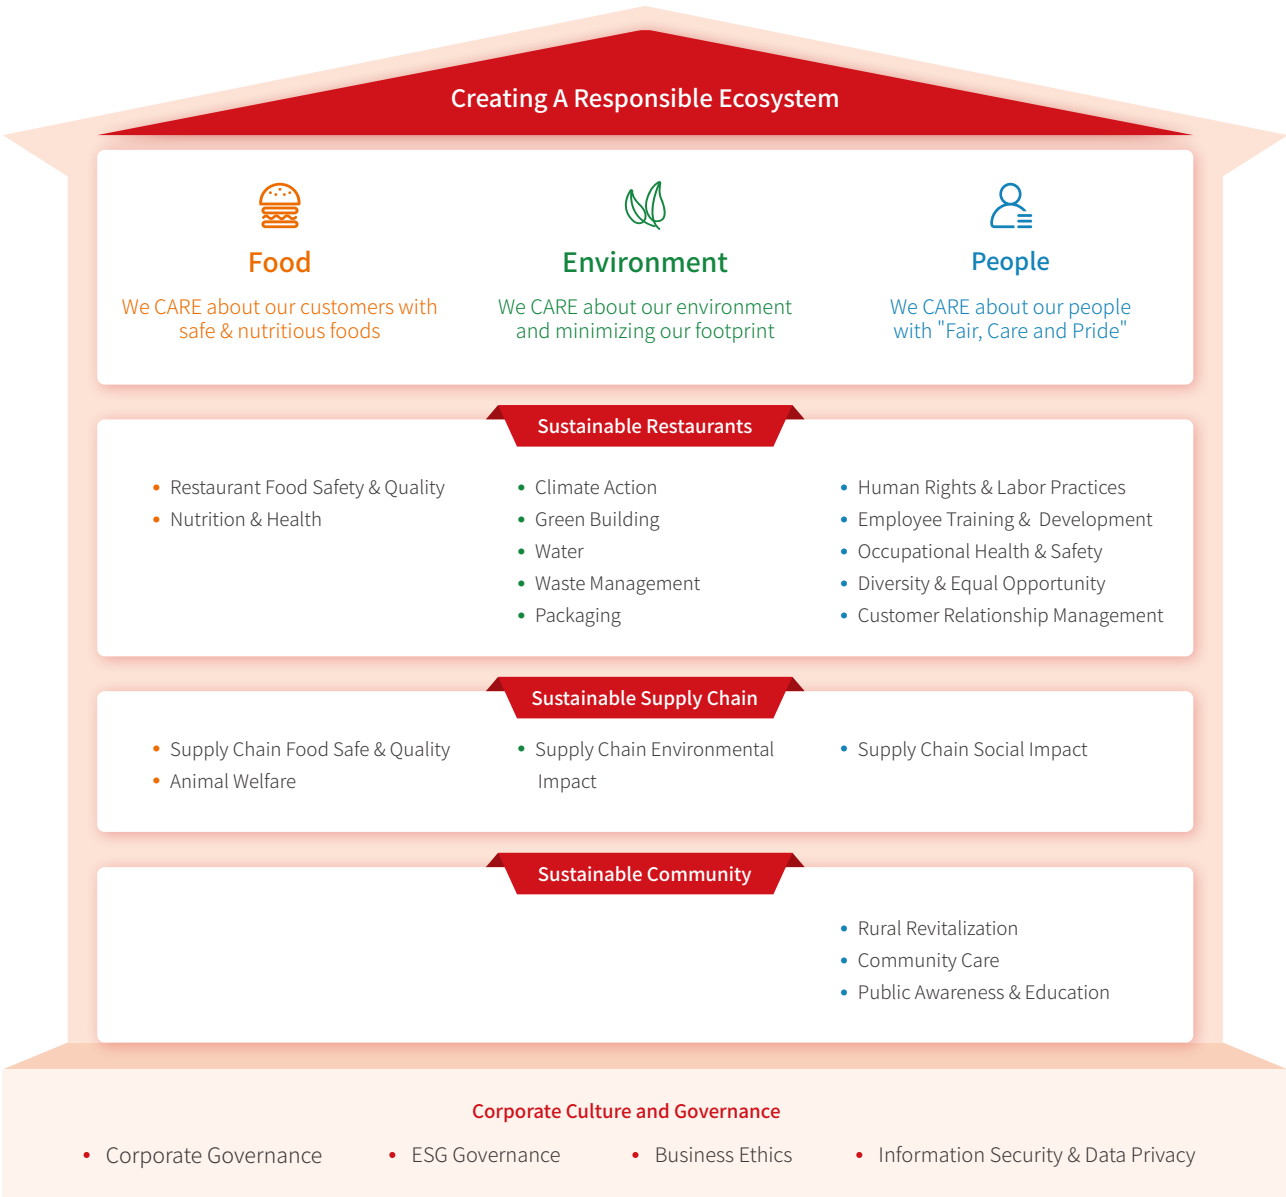 Creating A Responsible Ecosystem
Food
We CARE about our customers with
safe & nutritious foods
Environment
We CARE about our environment
and minimizing our footprint
People
We CARE about our people
with "Fair, Care and Pride"
Sustainable Restaurants
• Restaurant Food Safety & Quality
• Nutrition & Health
• Climate Action
• Green Building
• Water
• Waste Management
• Packaging
• Human Rights & Labor Practices
• Employee Training & Development
• Occupational Health & Safety
• Diversity & Equal Opportunity
• Customer Relationship Management
Sustainable Supply Chain
• Supply Chain Food Safe & Quality
• Animal Welfare
• Supply Chain Environmental
Impact
• Supply Chain Social Impact
Sustainable Community
• Rural Revitalization
• Community Care
• Public Awareness & Education
Corporate Culture and Governance
• Corporate Governance
• ESG Governance
• Business Ethics
• Information Security & Data Privacy